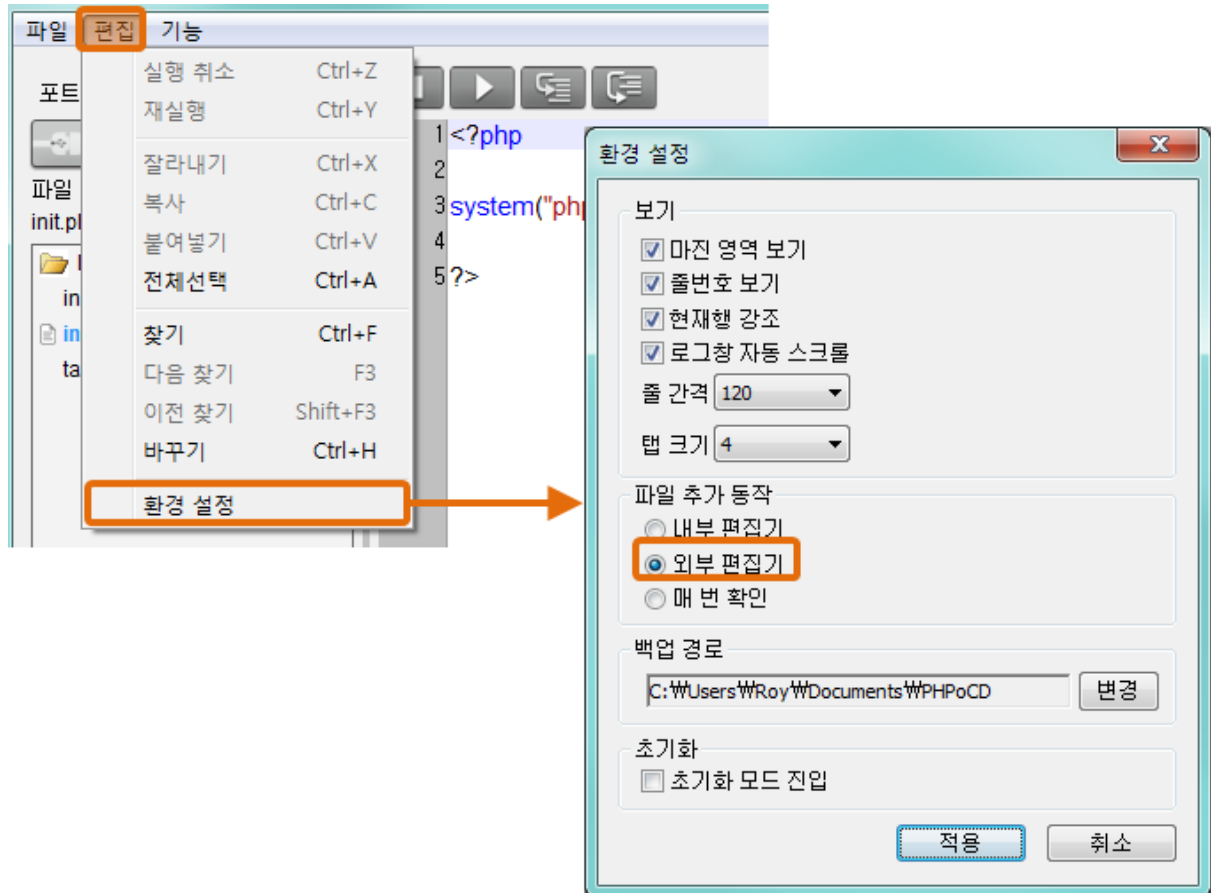 파일 편집 기능
실행 취소 Ctrl+Z
재실행 Ctrl+Y
잘라내기 Ctrl+X
복사 Ctrl+C
붙여넣기 Ctrl+V
전체선택 Ctrl+A
찾기 Ctrl+F
다음 찾기 F3
이전 찾기 Shift+F3
바꾸기 Ctrl+H
환경 설정
포트
파일
init.pl
in
in
ta
1 <?php
2
3 system("php
4
5 ?>
환경 설정
보기
마진 영역 보기
줄번호 보기
현재행 강조
로그창 자동 스크롤
줄 간격 120
탭 크기 4
파일 추가 동작
내부 편집기
외부 편집기
매 번 확인
백업 경로
C:₩Users₩Roy₩Documents₩PHPoCD 변경
초기화
초기화 모드 진입
적용 취소